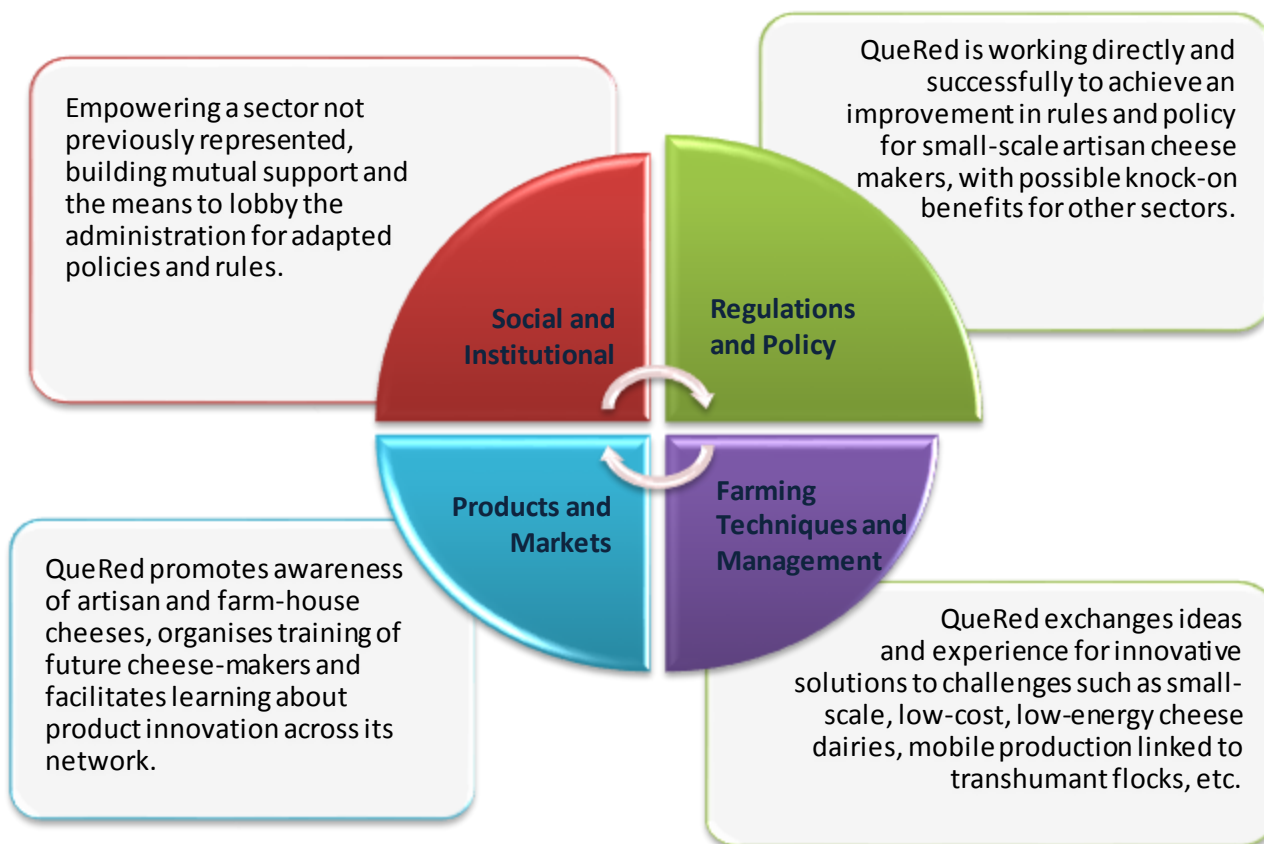 Empowering a sector not
previously represented,
building mutual support and
the means to lobby the
administration for adapted
policies and rules.
QueRed is working directly and
successfully to achieve an
improvement in rules and policy
for small-scale artisan cheese
makers, with possible knock-on
benefits for other sectors.
Social and
Institutional
Regulations
and Policy
Products and
Markets
Farming
Techniques and
Management
QueRed promotes awareness
of artisan and farm-house
cheeses, organises training of
future cheese-makers and
facilitates learning about
product innovation across its
network.
QueRed exchanges ideas
and experience for innovative
solutions to challenges such as small-
scale, low-cost, low-energy cheese
dairies, mobile production linked to
transhumant flocks, etc.